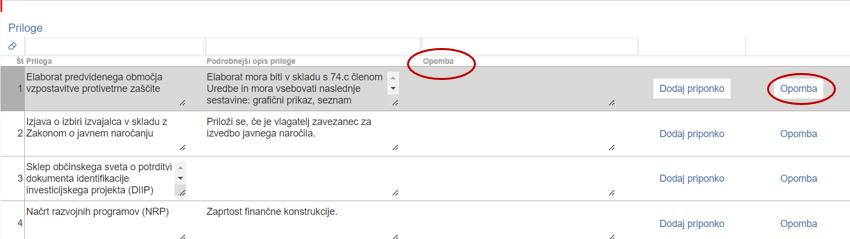 Priloge
Št Priloga Podrobnejši opis priloge Opomba
1 Elaborat predvidenega območja vzpostavitve protivetrne zaščite
Elaborat mora biti v skladu s 74.c členom
Uredbe in mora vsebovati naslednje
sestavine: grafični prikaz, seznam
Dodaj priponko Opomba
2 Izjava o izbiri izvajalca v skladu z
Zakonom o javnem naročanju
Priloži se, če je vlagatelj zavezanec za
izvedbo javnega naročila.
Dodaj priponko Opomba
3 Sklep občinskega sveta o potrditvi
dokumenta identifikacije
investicijskega projekta (DIIP)
Dodaj priponko Opomba
4 Načrt razvojnih programov (NRP)
Zaprtost finančne konstrukcije.
Dodaj priponko Opomba